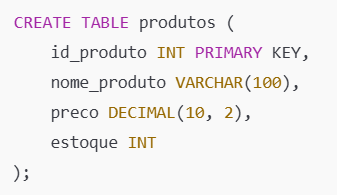 CREATE TABLE produtos (
    id_produto INT PRIMARY KEY,
    nome_produto VARCHAR(100),
    preco DECIMAL(10, 2),
    estoque INT
);